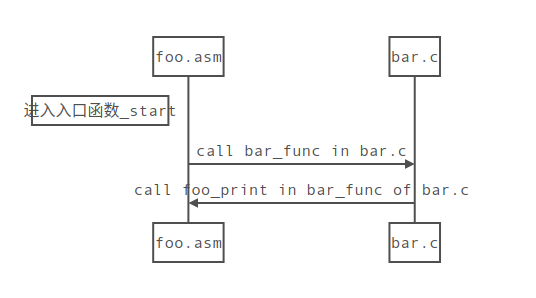 foo.asm bar.c
进入入口函数_start
call bar_func in bar.c
call foo_print in bar_func of bar.c
foo.asm bar.c